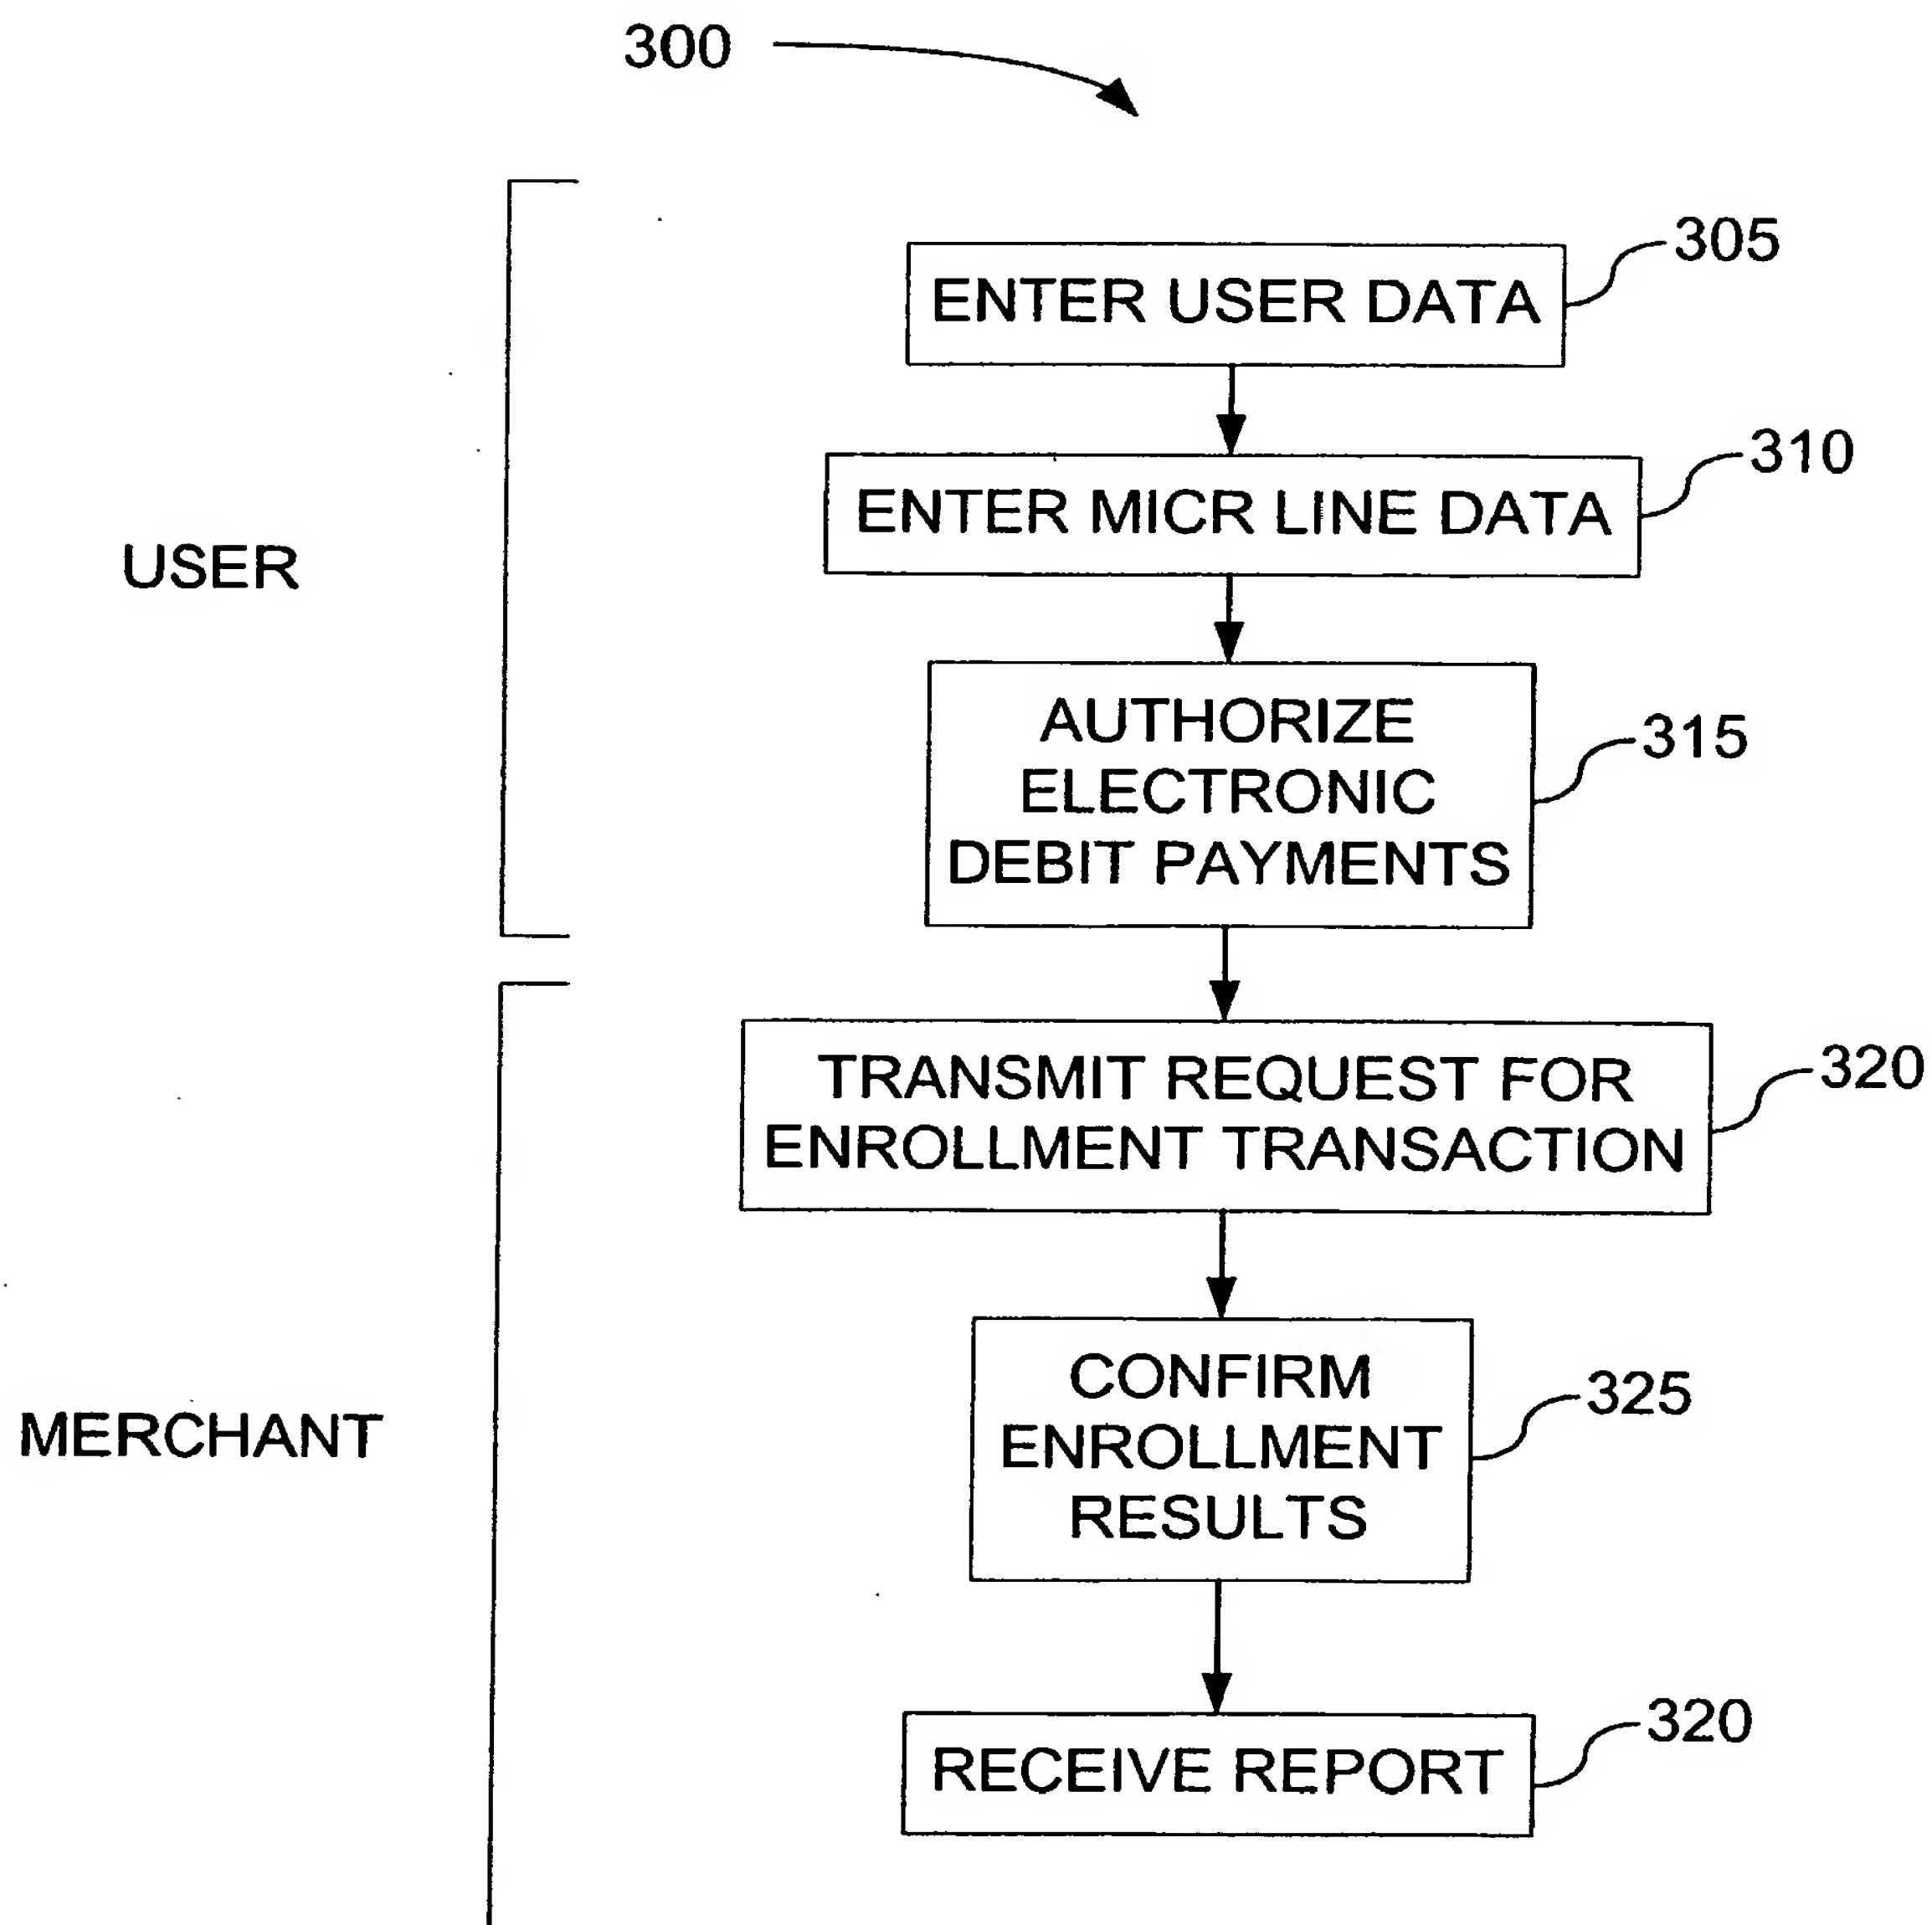 300
305
ENTER USER DATA
310
ENTER MICR LINE DATA
USER
AUTHORIZE
315
ELECTRONIC
DEBIT PAYMENTS
320
TRANSMIT REQUEST FOR
ENROLLMENT TRANSACTION
CONFIRM
325
ENROLLMENT
MERCHANT
RESULTS
320
RECEIVE REPORT